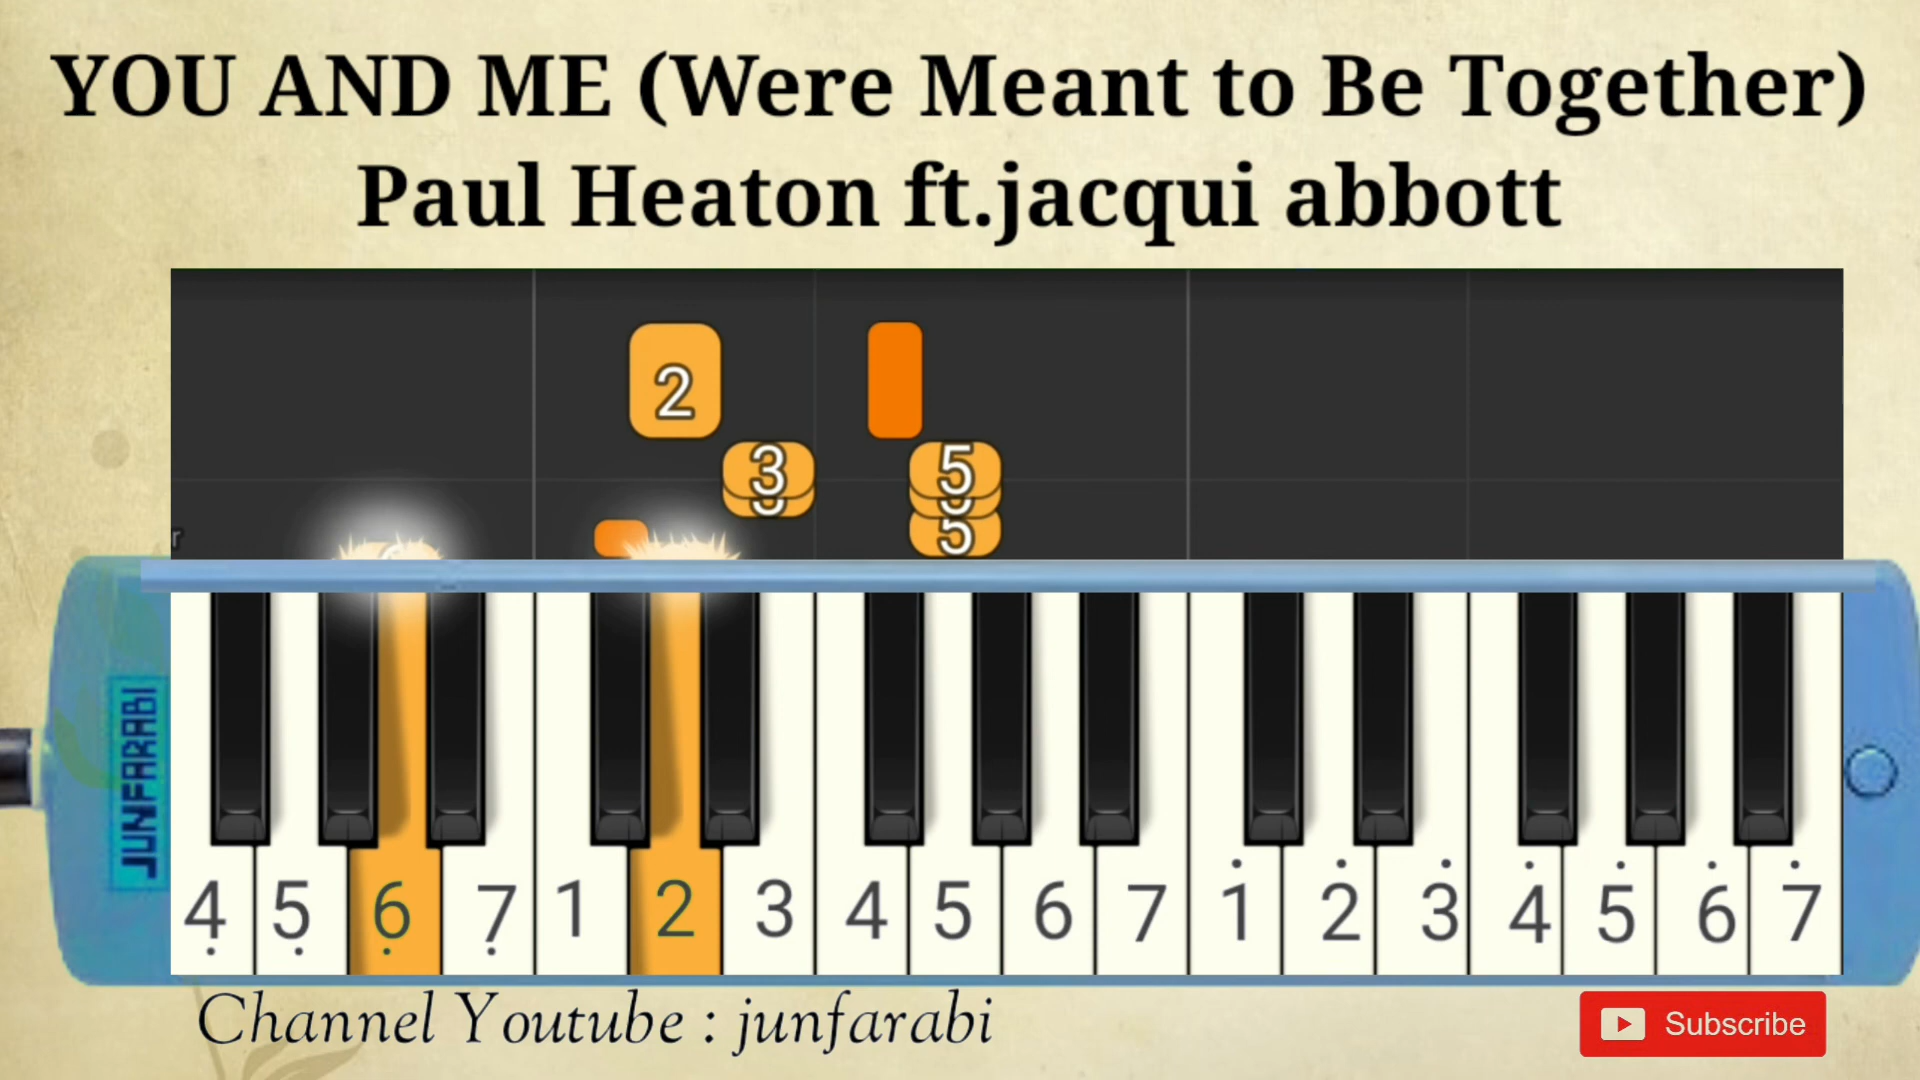 YOU AND ME (Were Meant to Be Together)
Paul Heaton ft.jacqui abbott
2
3 5
5
JUNFARABI
4 5 6 7 1 2 3 4 5 6 7 1 2 3 4 5 6 7
Channel Youtube : junfarabi
Subscribe